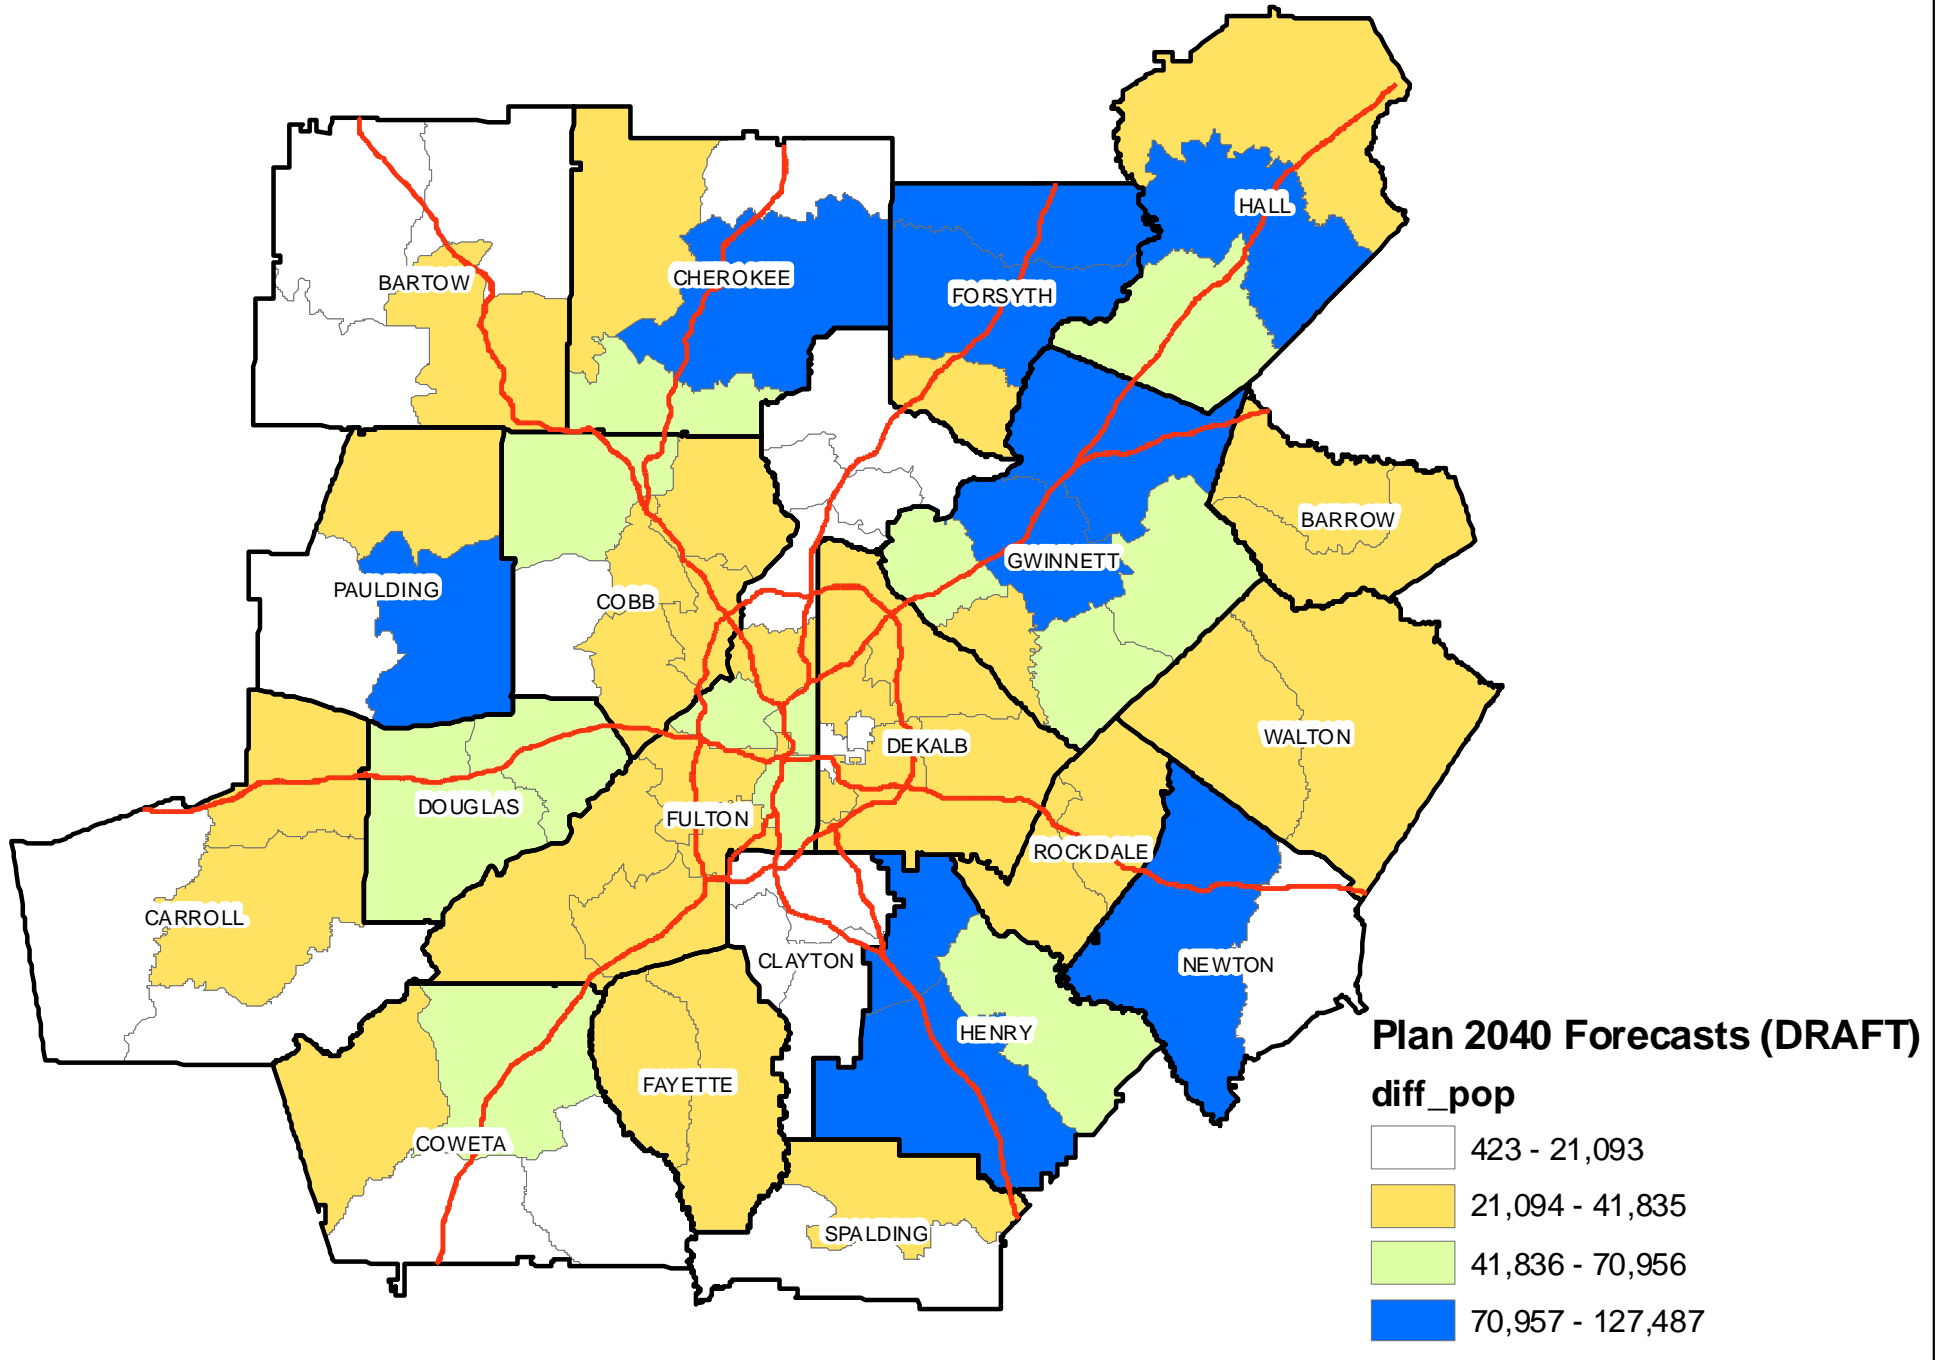 HALL
BARTOW
CHEROKEE
FORSYTH
BARROW
GWINNETT
PAULDING
COBB
WALTON
DEKALB
DOUGLAS
FULTON
ROCKDALE
CARROLL
CLAYTON
NEWTON
HENRY
FAYETTE
COWETA
SPALDING
Plan 2040 Forecasts (DRAFT)
diff_pop
423 - 21,093
21,094 - 41,835
41,836 - 70,956
70,957 - 127,487